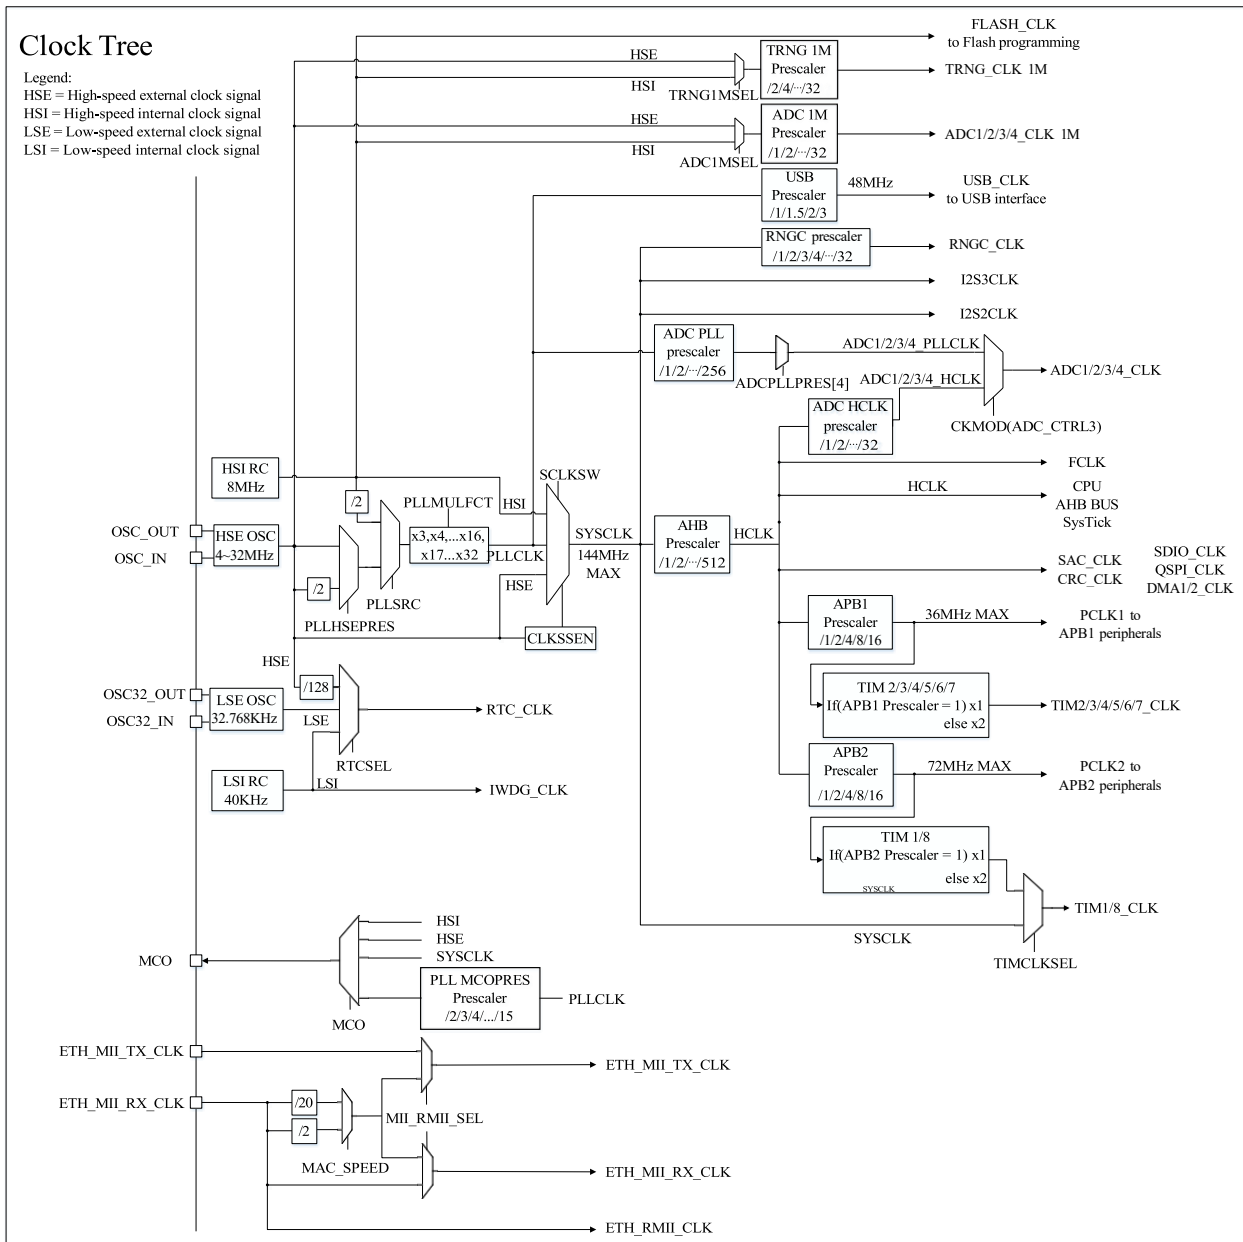 Clock Tree
Legend:
HSE = High-speed external clock signal
HSI = High-speed internal clock signal
LSE = Low-speed external clock signal
LSI = Low-speed internal clock signal
FLASH_CLK
to Flash programming
HSE
HSI
TRNG1MSEL
TRNG 1M
Prescaler
/2/4/···/32
TRNG_CLK 1M
HSE
HSI
ADC1MSEL
ADC 1M
Prescaler
/1/2/···/32
ADC1/2/3/4_CLK 1M
USB
Prescaler
/1/1.5/2/3
48MHz
USB_CLK
to USB interface
RNGC prescaler
/1/2/3/4/···/32
RNGC_CLK
I2S3CLK
I2S2CLK
ADC PLL
prescaler
/1/2/···/256
ADCPLLPRES[4]
ADC1/2/3/4_PLLCLK
ADC1/2/3/4_HCLK
ADC1/2/3/4_CLK
CKMOD(ADC_CTRL3)
ADC HCLK
prescaler
/1/2/···/32
HSI RC
8MHz
/2
OSC_OUT
OSC_IN
HSE OSC
4~32MHz
/2
PLLHSEPRES
PLLSRC
PLLMULFCT
x3,x4,...x16,
x17...x32
PLLCLK
HSI
HSE
SCLKSW
CLKSSEN
SYSCLK
144MHz
MAX
AHB
Prescaler
/1/2/···/512
HCLK
FCLK
HCLK
CPU
AHB BUS
SysTick
SAC_CLK
CRC_CLK
SDIO_CLK
QSPI_CLK
DMA1/2_CLK
APB1
Prescaler
/1/2/4/8/16
36MHz MAX
PCLK1 to
APB1 peripherals
TIM 2/3/4/5/6/7
If(APB1 Prescaler = 1) x1
else x2
TIM2/3/4/5/6/7_CLK
APB2
Prescaler
/1/2/4/8/16
72MHz MAX
PCLK2 to
APB2 peripherals
TIM 1/8
If(APB2 Prescaler = 1) x1
else x2
SYSCLK
TIM1/8_CLK
SYSCLK
TIMCLKSEL
HSE
/128
OSC32_OUT
OSC32_IN
LSE OSC
32.768KHz
LSE
RTC_CLK
RTCSEL
LSI RC
40KHz
LSI
IWDG_CLK
MCO
HSI
HSE
SYSCLK
PLL MCOPRES
Prescaler
/2/3/4/.../15
PLLCLK
MCO
ETH_MII_TX_CLK
ETH_MII_TX_CLK
ETH_MII_RX_CLK
/20
/2
MAC_SPEED
MII_RMII_SEL
ETH_MII_RX_CLK
ETH_RMII_CLK